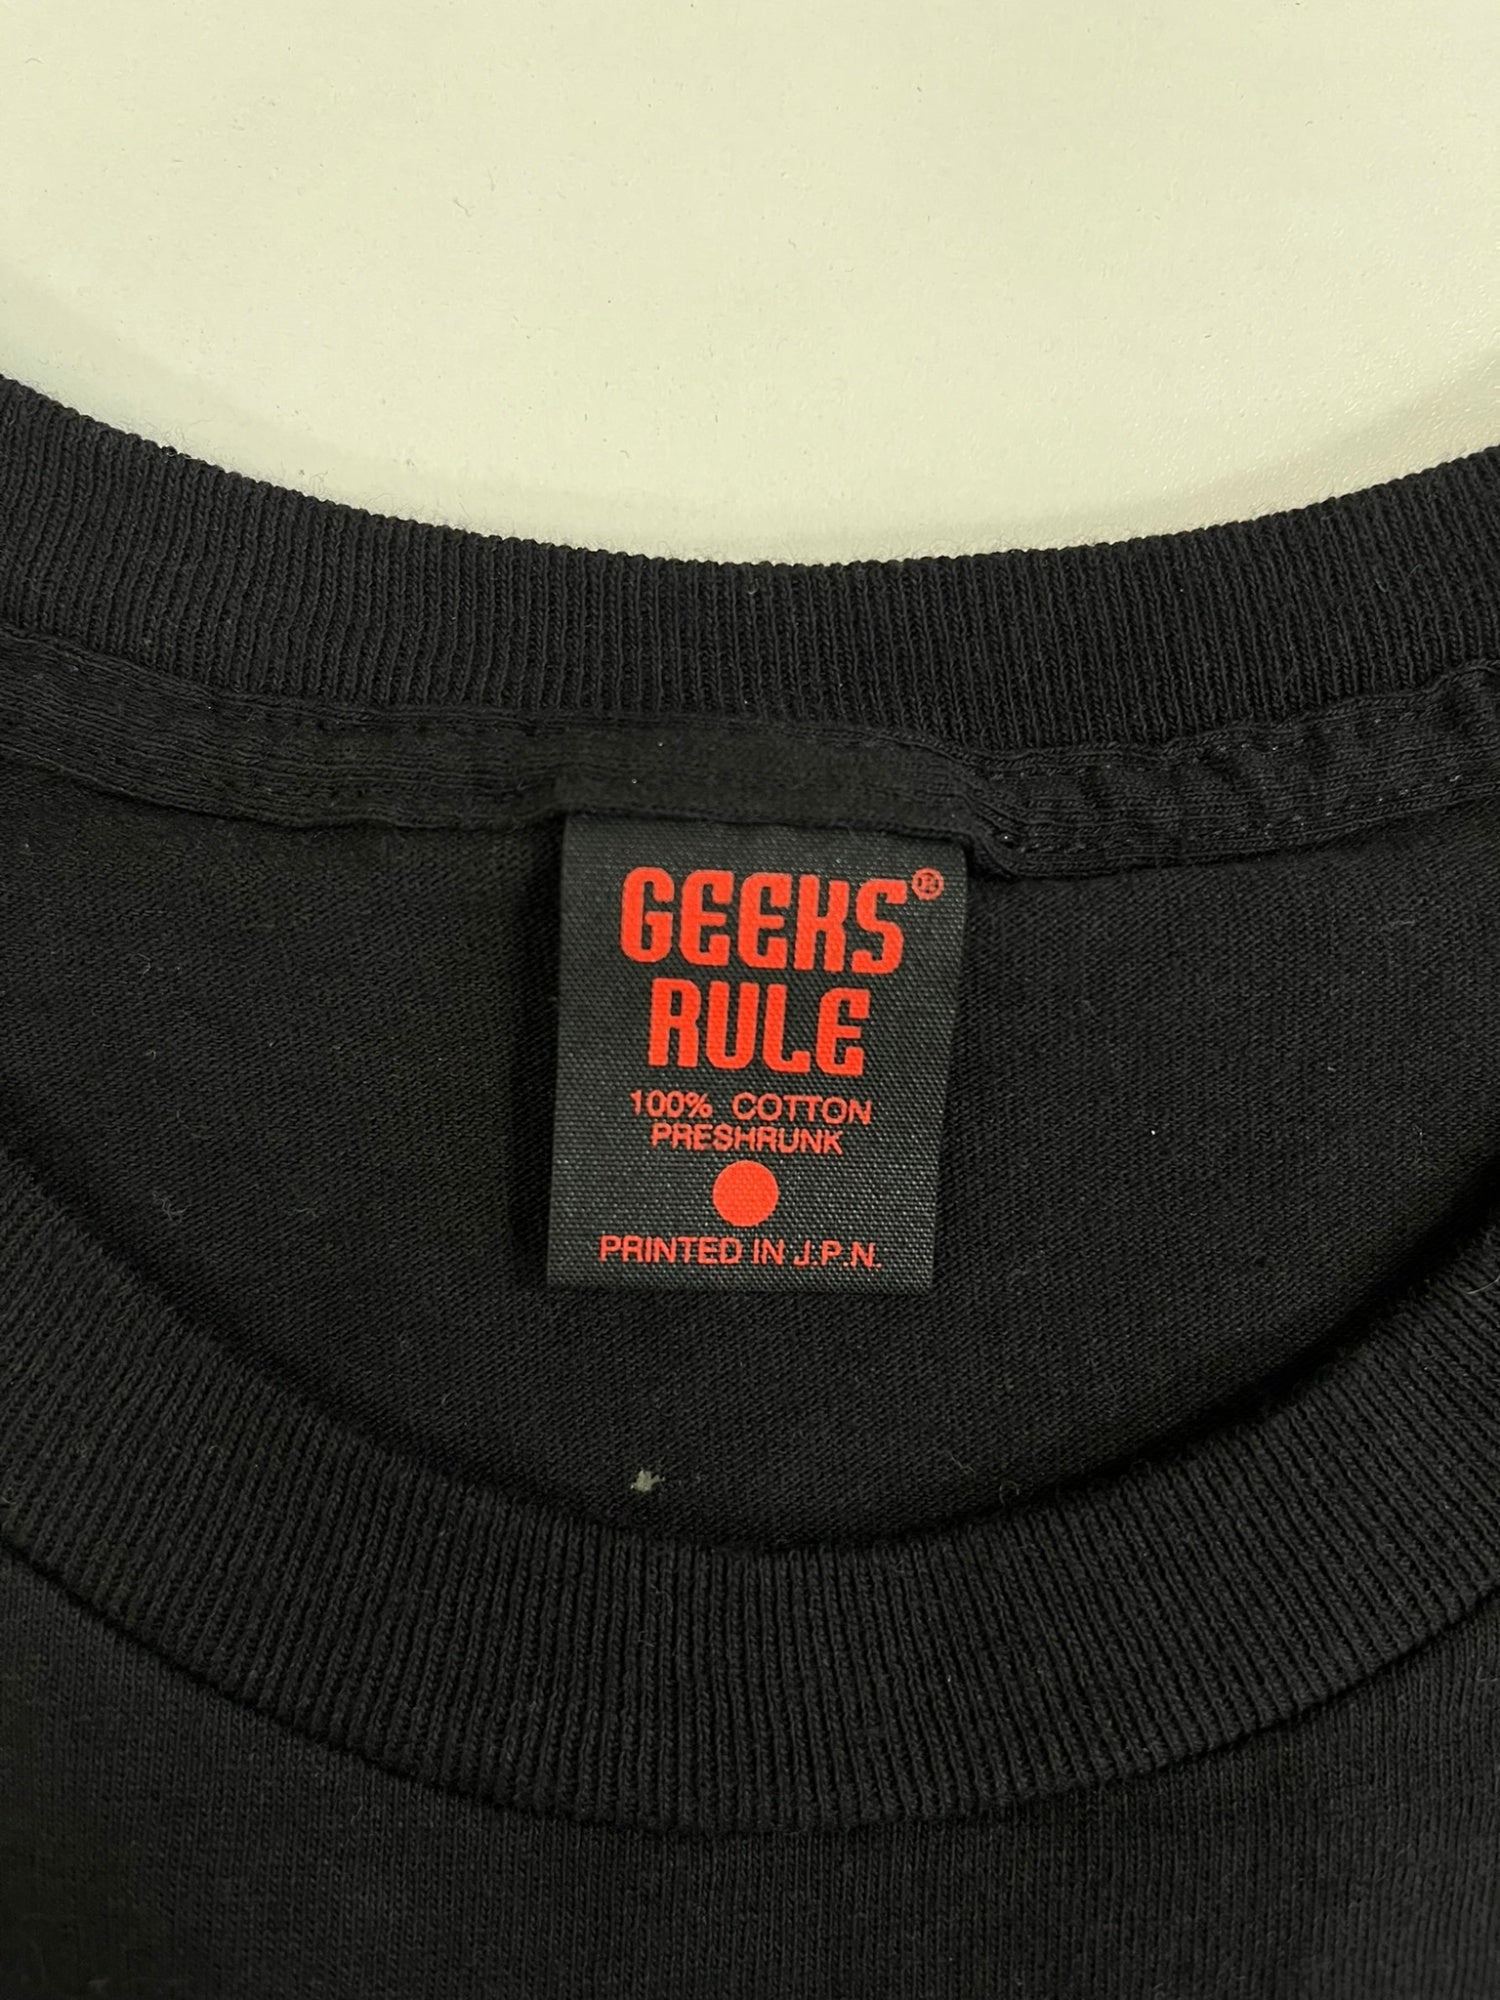 GEEKS®
RULE
100% COTTON
PRESHRUNK
PRINTED IN J.P.N.